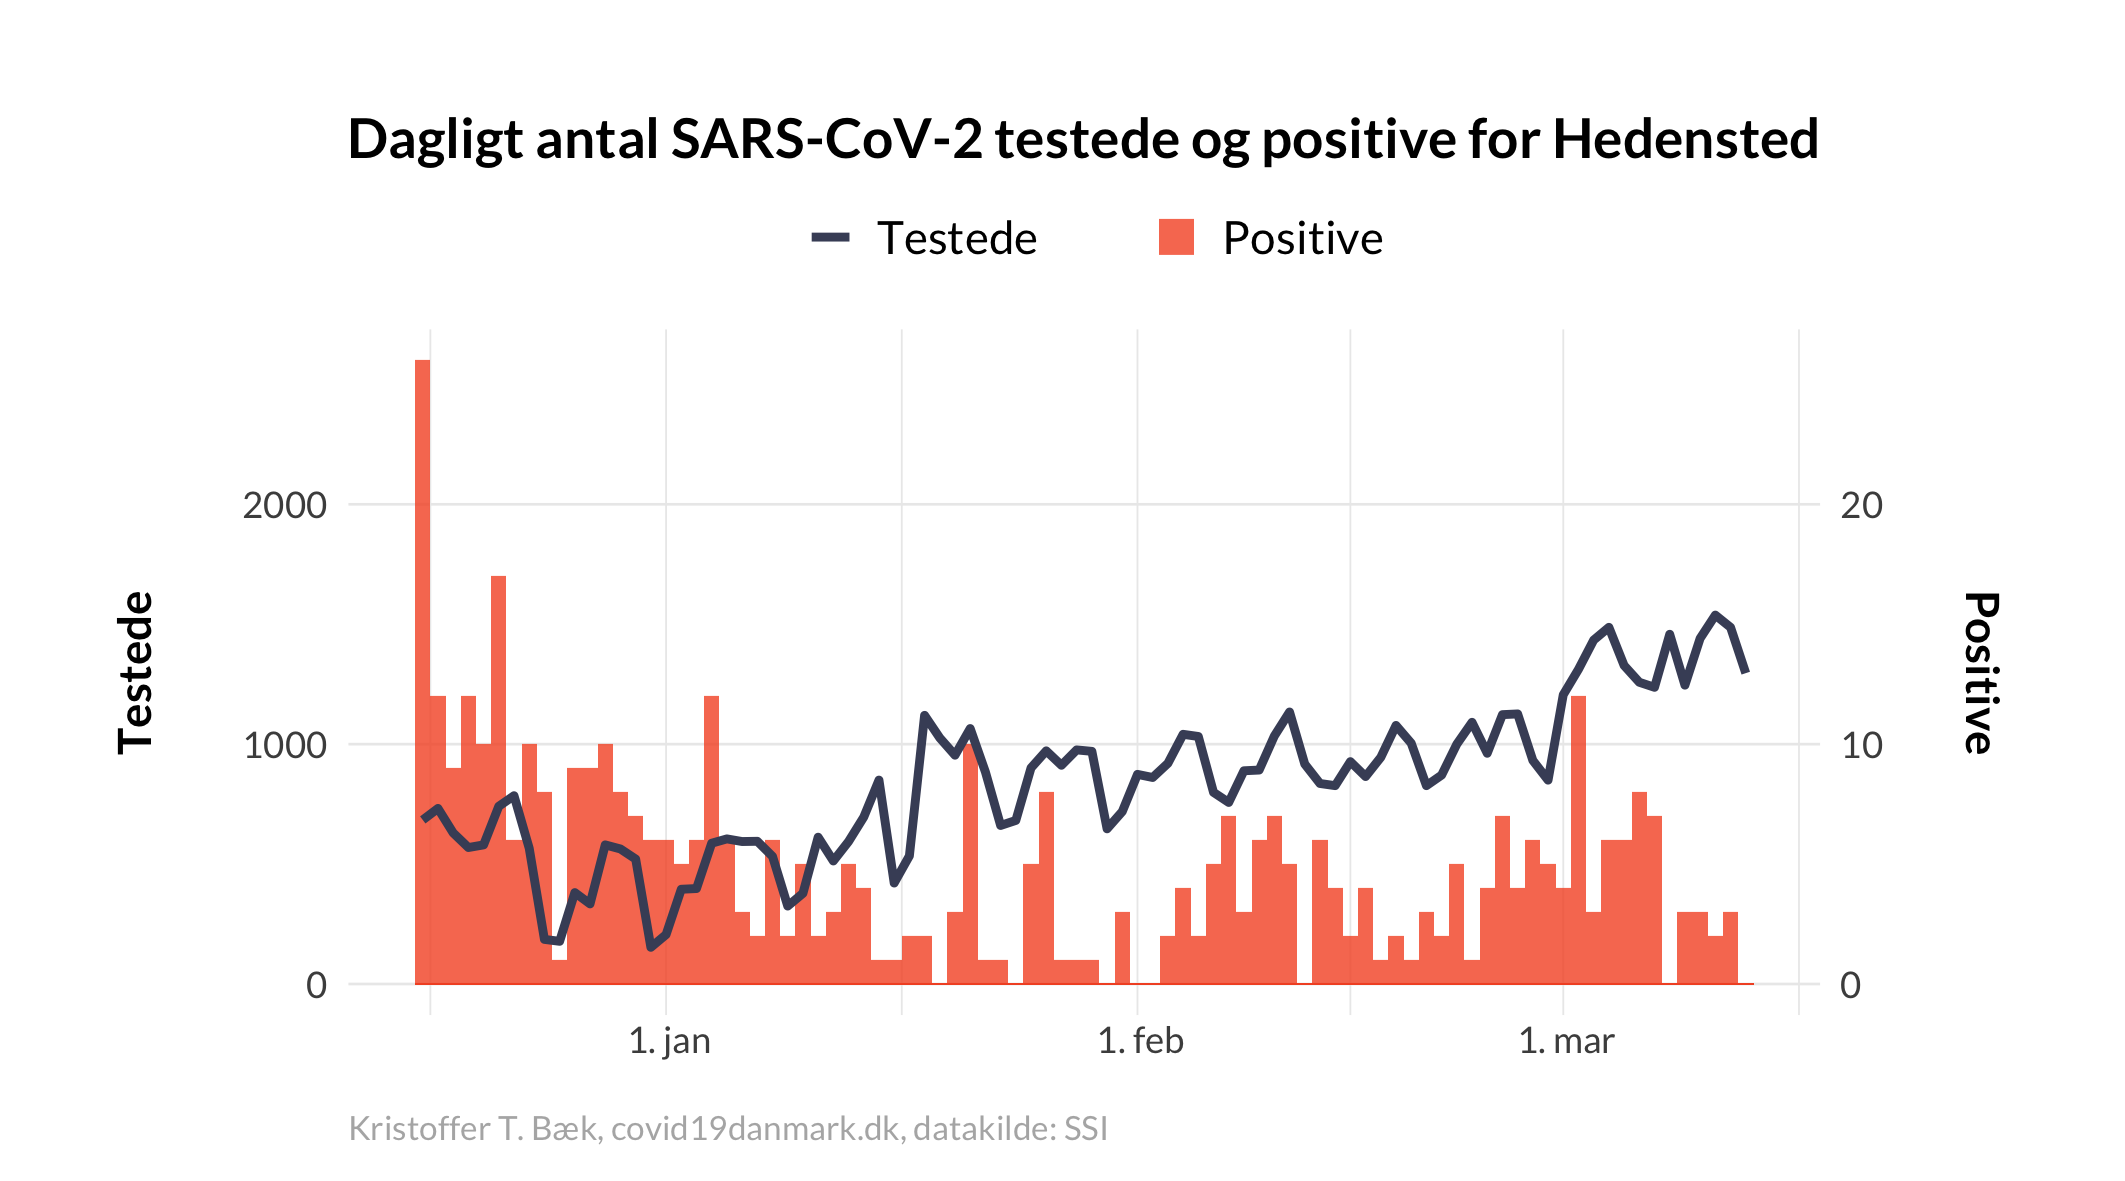 Dagligt antal SARS-CoV-2 testede og positive for Hedensted
Testede
Positive
2000
1000
0
Testede
20
10
0
Positive
1. jan
1. feb
1. mar
Kristoffer T. Bæk, covid19danmark.dk, datakilde: SSI